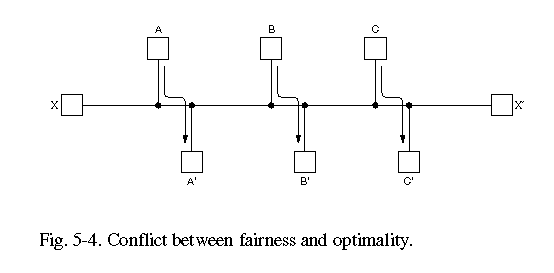 A B C
X X'
A' B' C'
Fig. 5-4. Conflict between fairness and optimality.